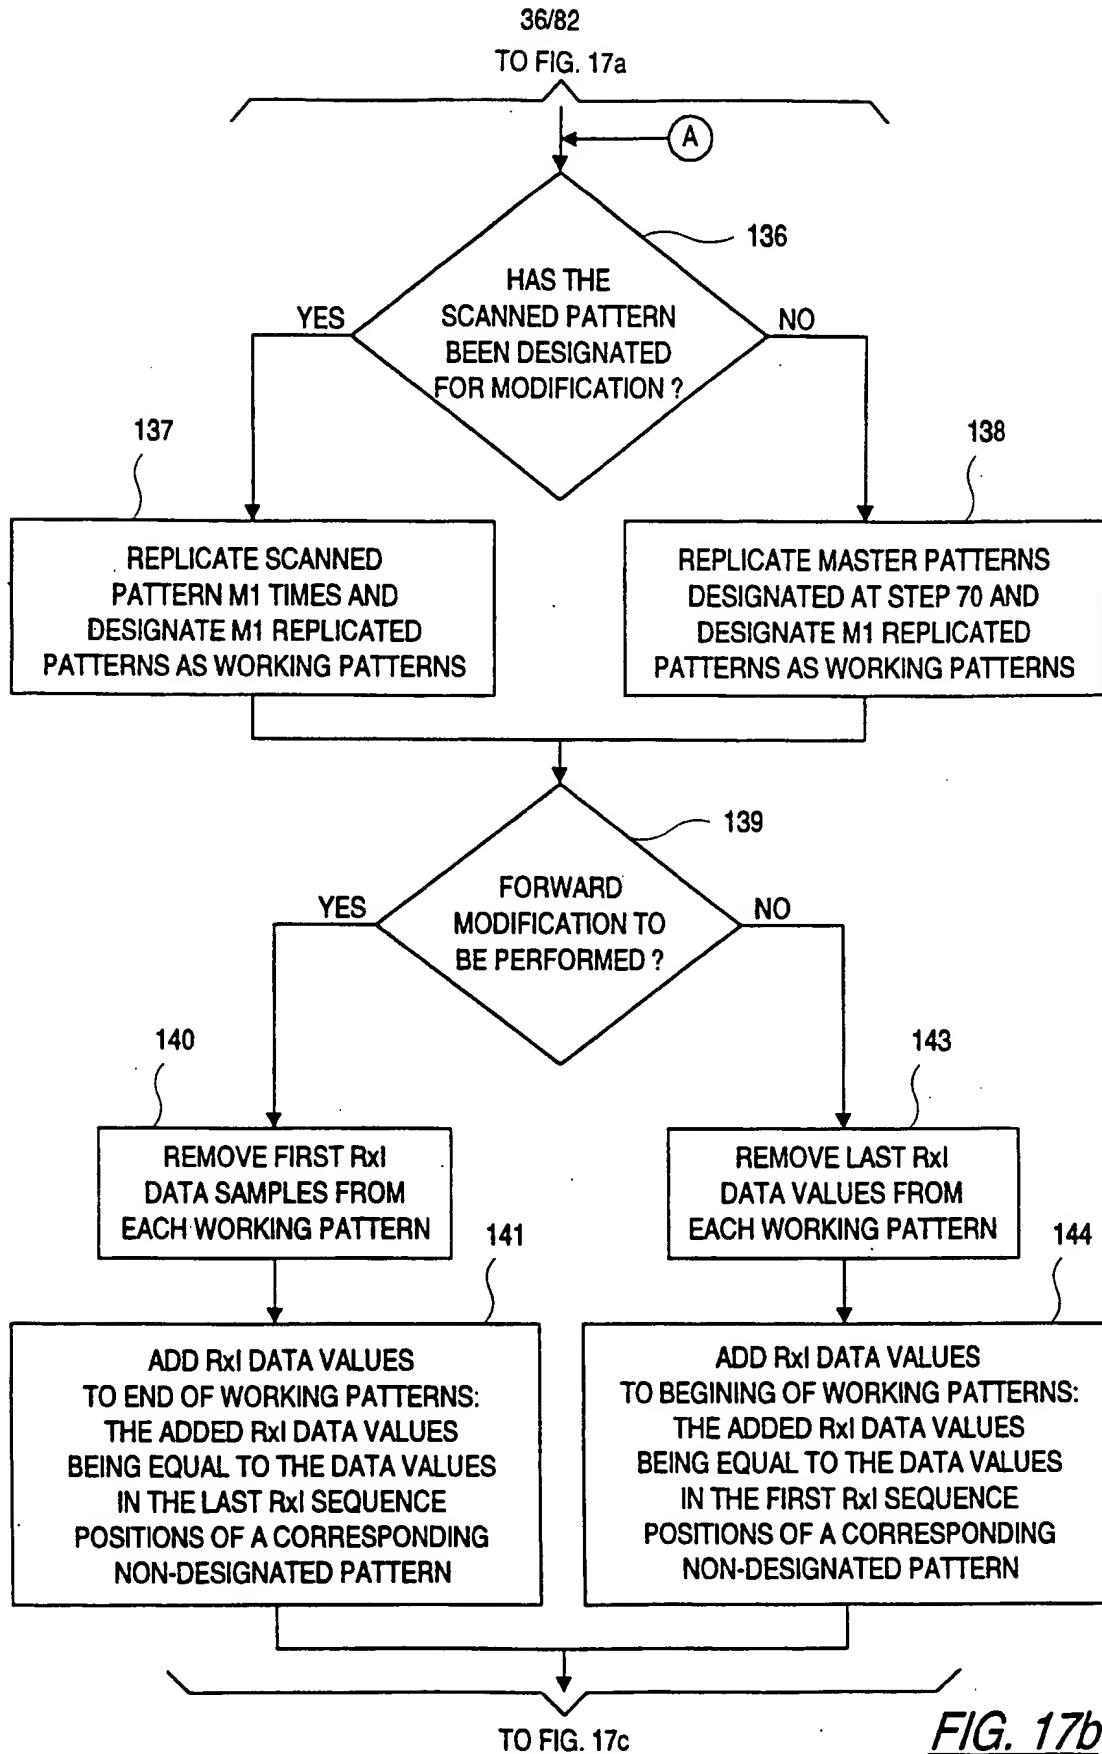 36/82
TO FIG. 17a
A
136
HAS THE
SCANNED PATTERN
BEEN DESIGNATED
FOR MODIFICATION ?
YES
NO
137
138
REPLICATE SCANNED
PATTERN M1 TIMES AND
DESIGNATE M1 REPLICATED
PATTERNS AS WORKING PATTERNS
REPLICATE MASTER PATTERNS
DESIGNATED AT STEP 70 AND
DESIGNATE M1 REPLICATED
PATTERNS AS WORKING PATTERNS
139
FORWARD
MODIFICATION TO
BE PERFORMED ?
YES
NO
140
143
REMOVE FIRST RxI
DATA SAMPLES FROM
EACH WORKING PATTERN
REMOVE LAST RxI
DATA VALUES FROM
EACH WORKING PATTERN
141
144
ADD RxI DATA VALUES
TO END OF WORKING PATTERNS:
THE ADDED RxI DATA VALUES
BEING EQUAL TO THE DATA VALUES
IN THE LAST RxI SEQUENCE
POSITIONS OF A CORRESPONDING
NON-DESIGNATED PATTERN
ADD RxI DATA VALUES
TO BEGINING OF WORKING PATTERNS:
THE ADDED RxI DATA VALUES
BEING EQUAL TO THE DATA VALUES
IN THE FIRST RxI SEQUENCE
POSITIONS OF A CORRESPONDING
NON-DESIGNATED PATTERN
TO FIG. 17c
FIG. 17b